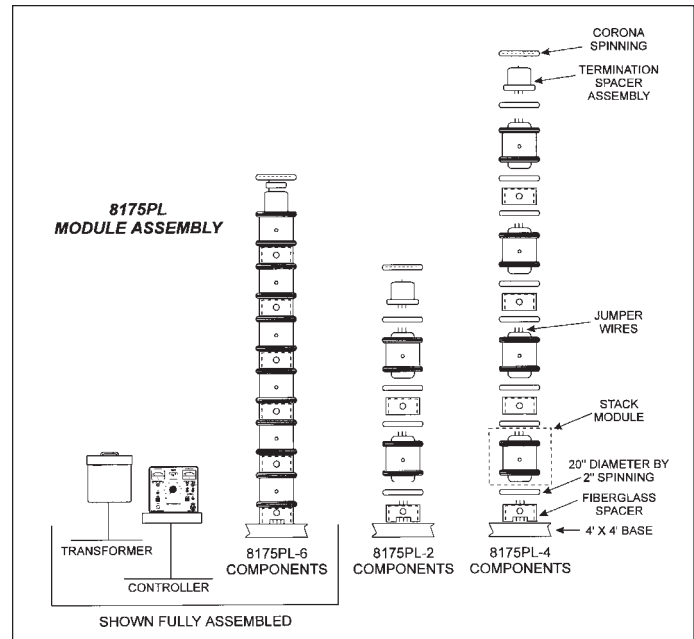 CORONA
SPINNING
TERMINATION
SPACER
ASSEMBLY
8175PL
MODULE ASSEMBLY
JUMPER
WIRES
STACK
MODULE
20" DIAMETER BY
2" SPINNING
FIBERGLASS
SPACER
4' X 4' BASE
TRANSFORMER
CONTROLLER
8175PL-6
COMPONENTS
8175PL-2
COMPONENTS
8175PL-4
COMPONENTS
SHOWN FULLY ASSEMBLED